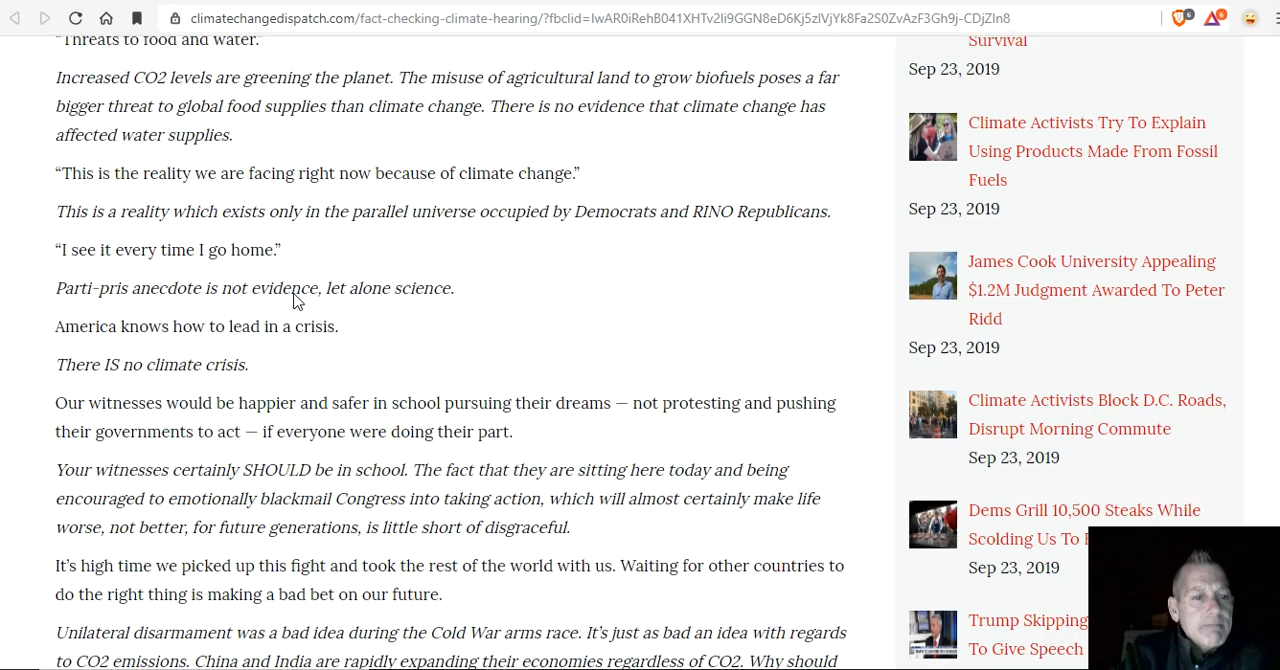 climatechangedispatch.com/fact-checking-climate-hearing/?fbclid=IwAR0iRehB041XHTv2Ii9GGN8eD6Kj5zIVjYk8Fa2S0ZvAzF3Gh9j-CDjZIn8
6
6
"Threats to food and water."
Increased CO2 levels are greening the planet. The misuse of agricultural land to grow biofuels poses a far
bigger threat to global food supplies than climate change. There is no evidence that climate change has
affected water supplies.
“This is the reality we are facing right now because of climate change.”
This is a reality which exists only in the parallel universe occupied by Democrats and RINO Republicans.
“I see it every time I go home.”
Parti-pris anecdote is not evidence, let alone science.
America knows how to lead in a crisis.
There IS no climate crisis.
Our witnesses would be happier and safer in school pursuing their dreams — not protesting and pushing
their governments to act — if everyone were doing their part.
Your witnesses certainly SHOULD be in school. The fact that they are sitting here today and being
encouraged to emotionally blackmail Congress into taking action, which will almost certainly make life
worse, not better, for future generations, is little short of disgraceful.
It’s high time we picked up this fight and took the rest of the world with us. Waiting for other countries to
do the right thing is making a bad bet on our future.
Unilateral disarmament was a bad idea during the Cold War arms race. It’s just as bad an idea with regards
to CO2 emissions. China and India are rapidly expanding their economies regardless of CO2. Why should
Survival
Sep 23, 2019
Climate Activists Try To Explain
Using Products Made From Fossil
Fuels
Sep 23, 2019
James Cook University Appealing
$1.2M Judgment Awarded To Peter
Ridd
Sep 23, 2019
Climate Activists Block D.C. Roads,
Disrupt Morning Commute
Sep 23, 2019
Dems Grill 10,500 Steaks While
Scolding Us To
Sep 23, 2019
Trump Skipping
To Give Speech